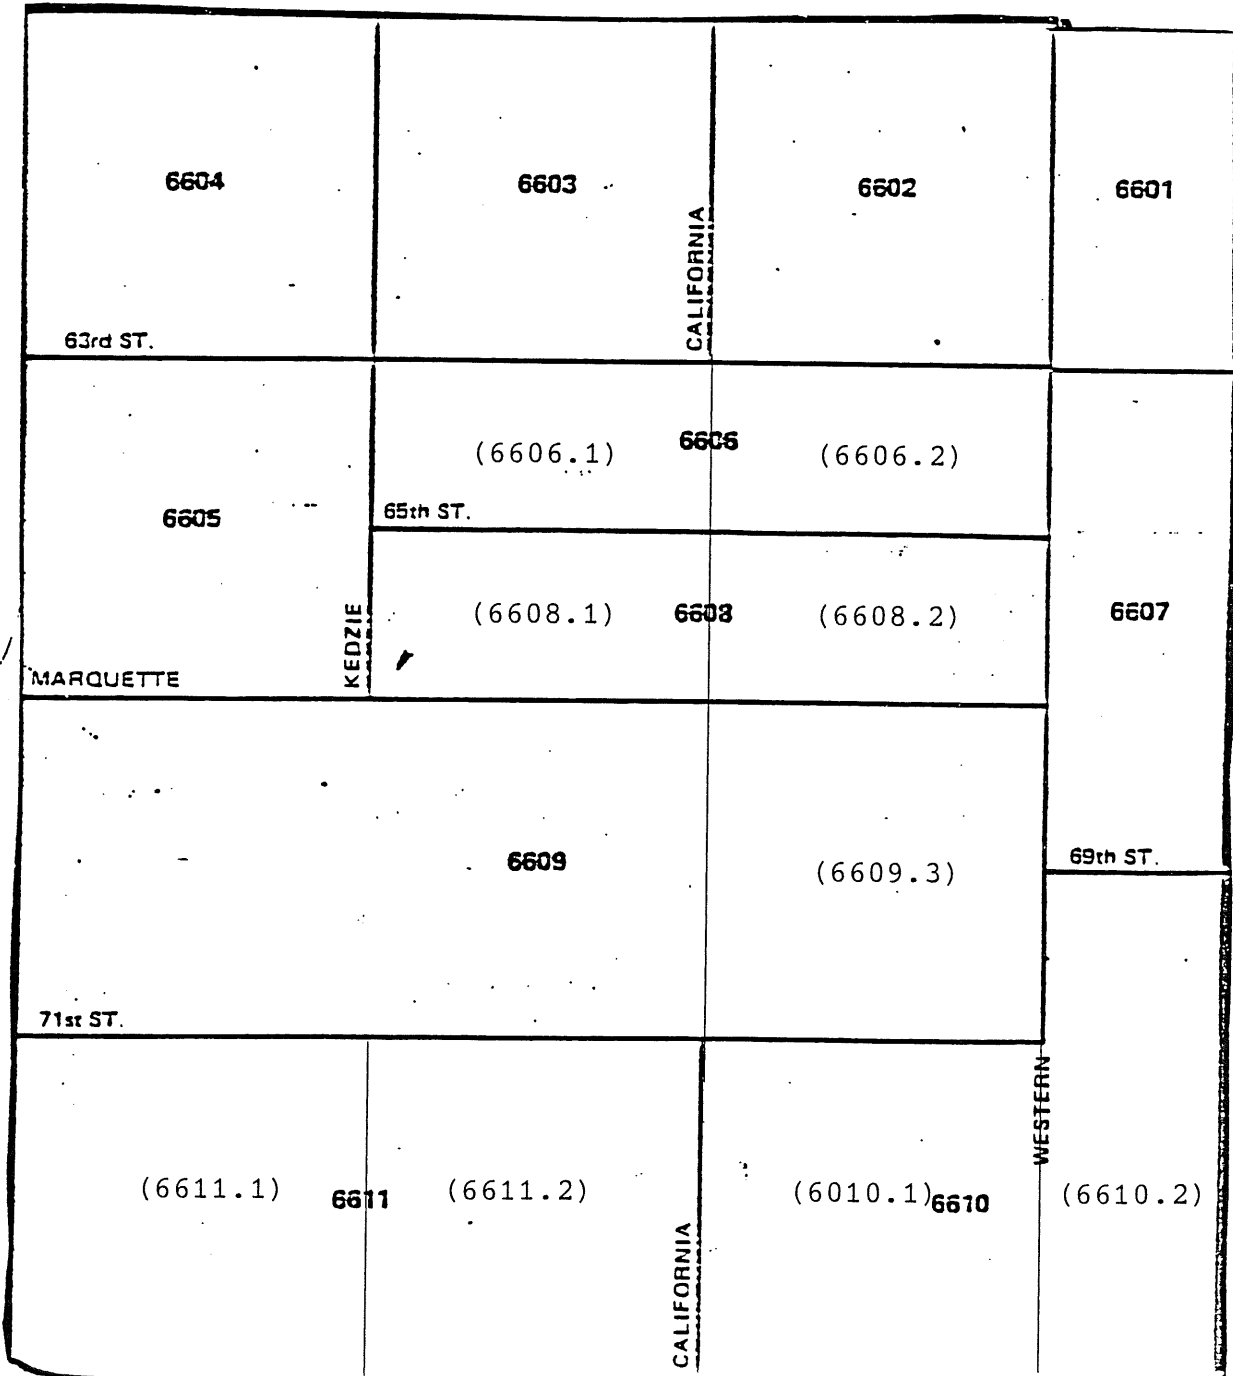 6604
6603
6602
6601
CALIFORNIA
63rd ST.
(6606.1)
6606
(6606.2)
65th ST.
6605
(6608.1)
6608
(6608.2)
6607
KEDZIE
MARQUETTE
6609
(6609.3)
69th ST.
71st ST.
WESTERN
(6611.1)
6611
(6611.2)
(6010.1)
6610
(6610.2)
CALIFORNIA